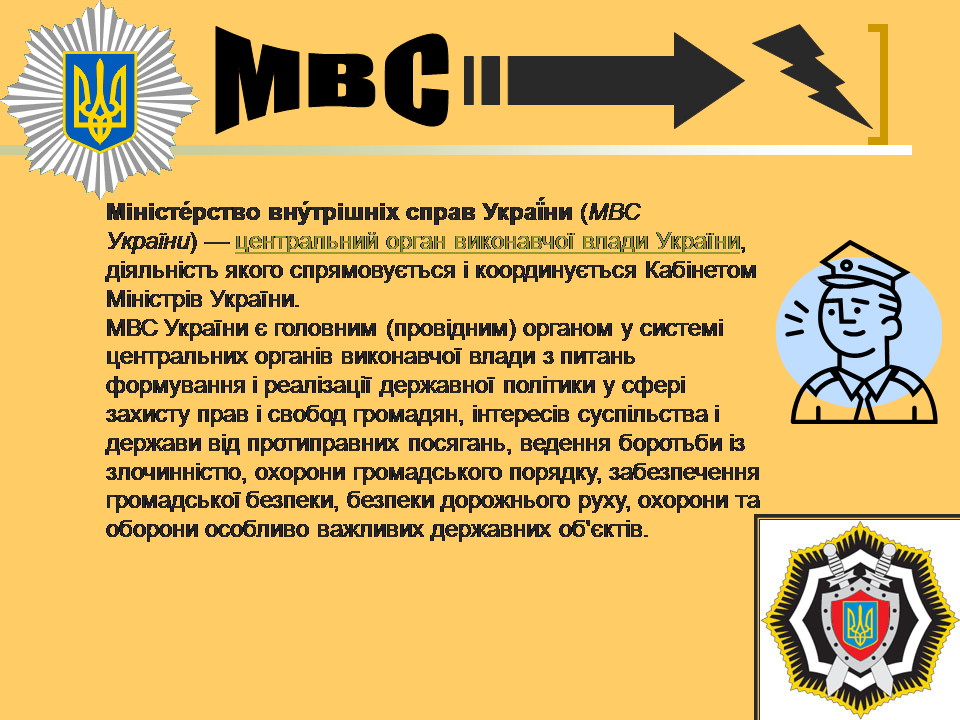 МВС
Міністе́рство вну́трішніх справ Украї́ни (МВС
України) — центральний орган виконавчої влади України,
діяльність якого спрямовується і координується Кабінетом
Міністрів України.
МВС України є головним (провідним) органом у системі
центральних органів виконавчої влади з питань
формування і реалізації державної політики у сфері
захисту прав і свобод громадян, інтересів суспільства і
держави від протиправних посягань, ведення боротьби із
злочинністю, охорони громадського порядку, забезпечення
громадської безпеки, безпеки дорожнього руху, охорони та
оборони особливо важливих державних об'єктів.